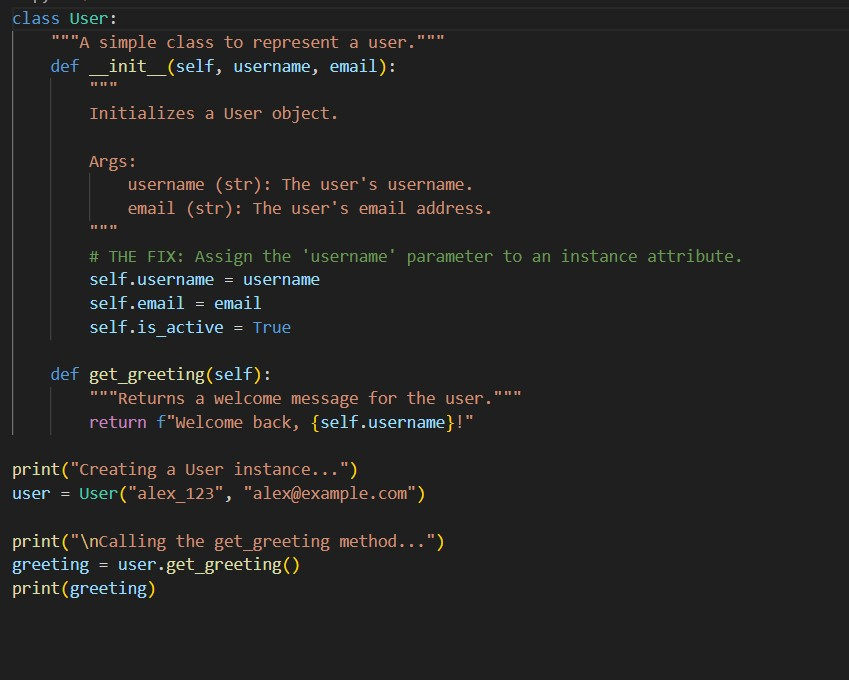 class User:
    """A simple class to represent a user."""
    def __init__(self, username, email):
        """
        Initializes a User object.

        Args:
            username (str): The user's username.
            email (str): The user's email address.
        """
        # THE FIX: Assign the 'username' parameter to an instance attribute.
        self.username = username
        self.email = email
        self.is_active = True

    def get_greeting(self):
        """Returns a welcome message for the user."""
        return f"Welcome back, {self.username}!"

print("Creating a User instance...")
user = User("alex_123", "alex@example.com")

print("\nCalling the get_greeting method...")
greeting = user.get_greeting()
print(greeting)